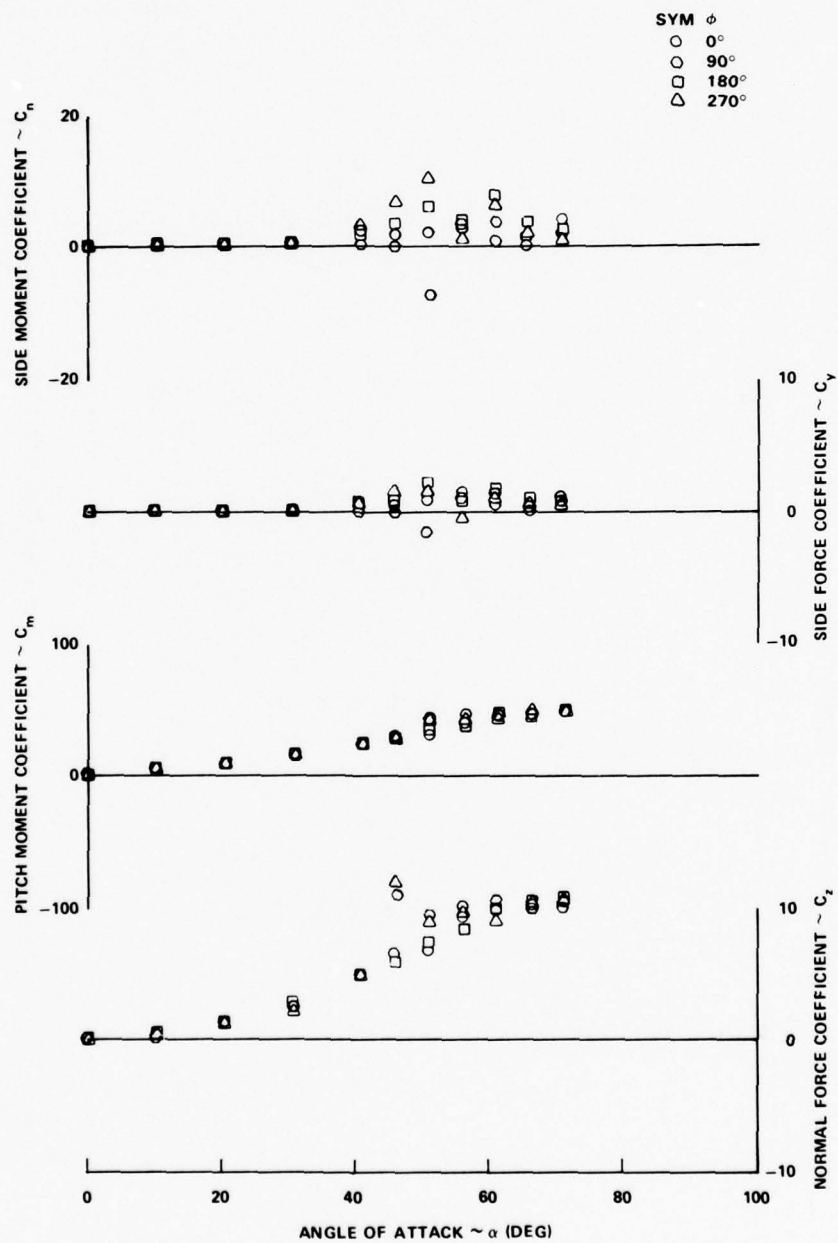 SYM φ
0°
90°
180°
270°
SIDE MOMENT COEFFICIENT ~ Cn
20
0
−20
SIDE FORCE COEFFICIENT ~ Cy
10
0
−10
PITCH MOMENT COEFFICIENT ~ Cm
100
0
−100
NORMAL FORCE COEFFICIENT ~ Cz
10
0
−10
0 20 40 60 80 100
ANGLE OF ATTACK ~ α (DEG)